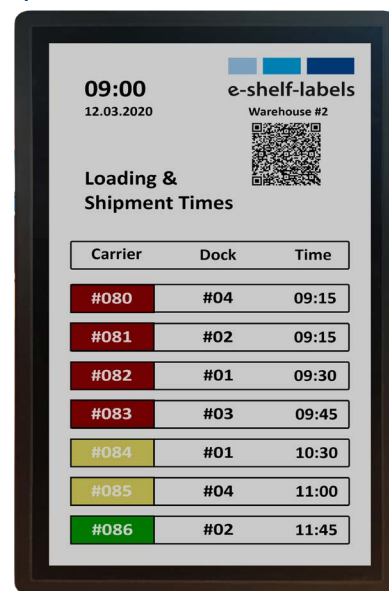 09:00
12.03.2020
e-shelf-labels
Warehouse #2
Loading &
Shipment Times
Carrier Dock Time
#080 #04 09:15
#081 #02 09:15
#082 #01 09:30
#083 #03 09:45
#084 #01 10:30
#085 #04 11:00
#086 #02 11:45